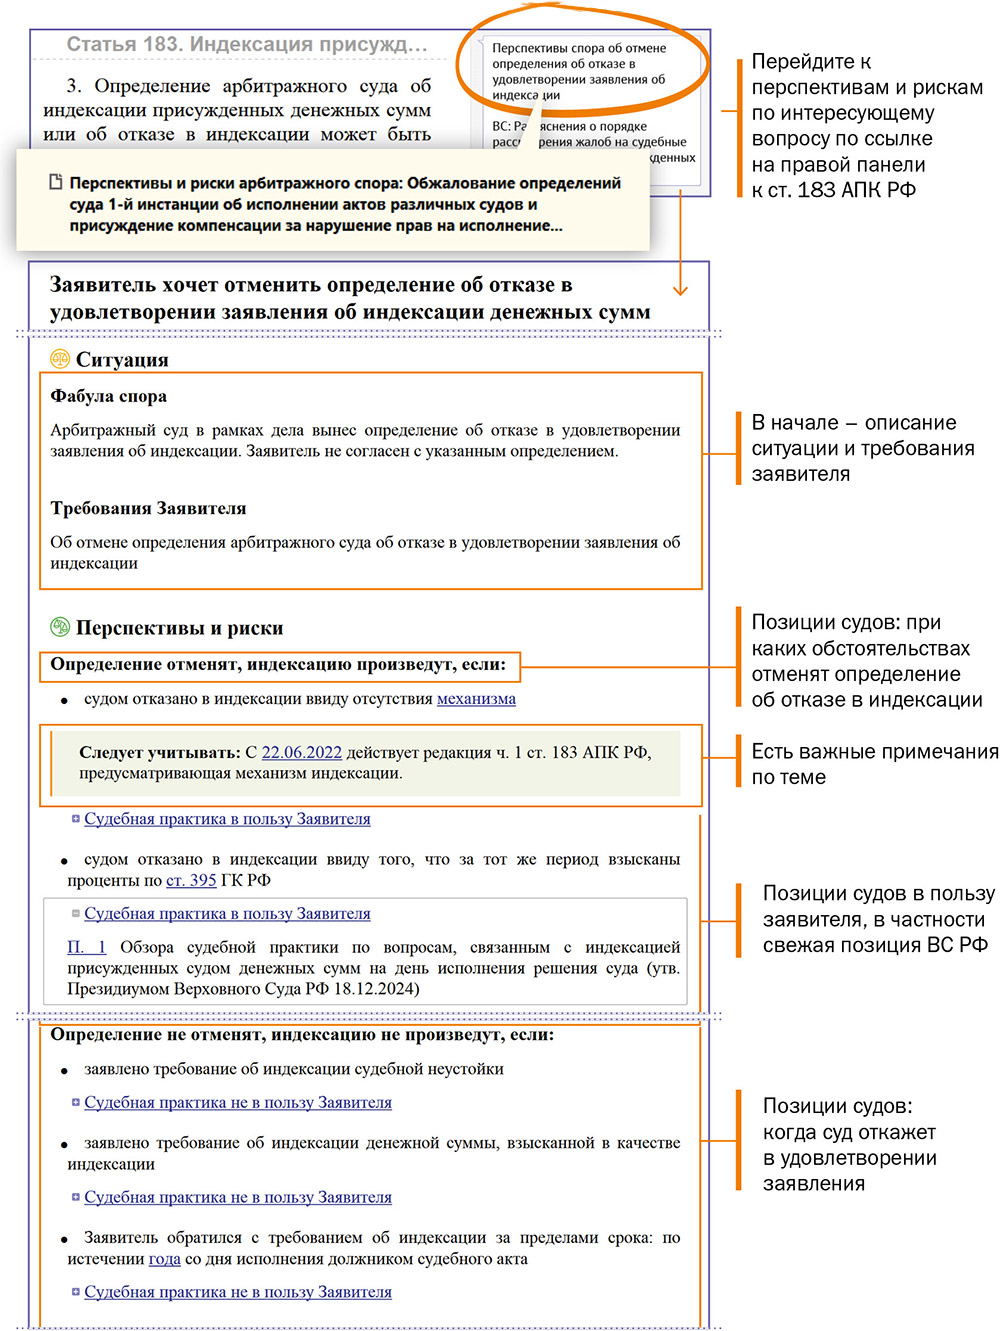 Статья 183. Индексация присужд...
3. Определение арбитражного суда об
индексации присужденных денежных сумм
или об отказе в индексации может быть
Перспективы спора об отмене
определения об отказе в
удовлетворении заявления об
индексации
ВС: Разъяснения о порядке
рассмотрения жалоб на судебные
жденных
Перспективы и риски арбитражного спора: Обжалование определений
суда 1-й инстанции об исполнении актов различных судов и
присуждение компенсации за нарушение прав на исполнение...
Перейдите к
перспективам и рискам
по интересующему
вопросу по ссылке
на правой панели
к ст. 183 АПК РФ
Заявитель хочет отменить определение об отказе в
удовлетворении заявления об индексации денежных сумм
Ситуация
Фабула спора
Арбитражный суд в рамках дела вынес определение об отказе в удовлетворении
заявления об индексации. Заявитель не согласен с указанным определением.
Требования Заявителя
Об отмене определения арбитражного суда об отказе в удовлетворении заявления об
индексации
В начале – описание
ситуации и требования
заявителя
Перспективы и риски
Определение отменят, индексацию произведут, если:
• судом отказано в индексации ввиду отсутствия механизма
Позиции судов: при
каких обстоятельствах
отменят определение
об отказе в индексации
Следует учитывать: С 22.06.2022 действует редакция ч. 1 ст. 183 АПК РФ,
предусматривающая механизм индексации.
Есть важные примечания
по теме
Судебная практика в пользу Заявителя
• судом отказано в индексации ввиду того, что за тот же период взысканы
проценты по ст. 395 ГК РФ
Судебная практика в пользу Заявителя
П. 1 Обзора судебной практики по вопросам, связанным с индексацией
присужденных судом денежных сумм на день исполнения решения суда (утв.
Президиумом Верховного Суда РФ 18.12.2024)
Позиции судов в пользу
заявителя, в частности
свежая позиция ВС РФ
Определение не отменят, индексацию не произведут, если:
• заявлено требование об индексации судебной неустойки
Судебная практика не в пользу Заявителя
• заявлено требование об индексации денежной суммы, взысканной в качестве
индексации
Судебная практика не в пользу Заявителя
• Заявитель обратился с требованием об индексации за пределами срока: по
истечении года со дня исполнения должником судебного акта
Судебная практика не в пользу Заявителя
Позиции судов:
когда суд откажет
в удовлетворении
заявления